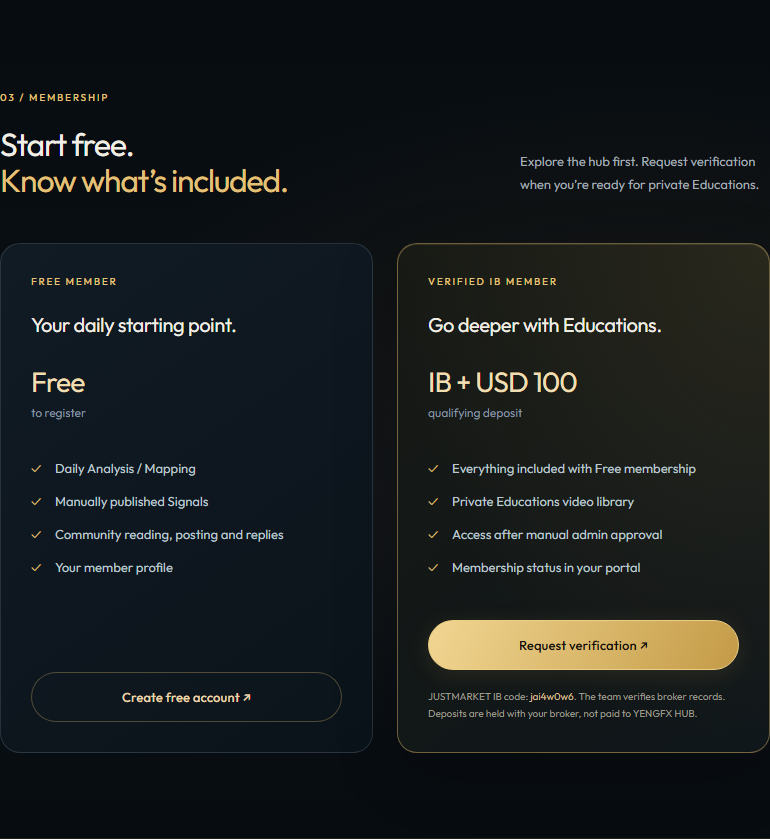 03 / MEMBERSHIP
Start free.
Know what’s included.
Explore the hub first. Request verification
when you’re ready for private Educations.
FREE MEMBER
Your daily starting point.
Free
to register
Daily Analysis / Mapping
Manually published Signals
Community reading, posting and replies
Your member profile
Create free account ↗
VERIFIED IB MEMBER
Go deeper with Educations.
IB + USD 100
qualifying deposit
Everything included with Free membership
Private Educations video library
Access after manual admin approval
Membership status in your portal
Request verification ↗
JUSTMARKET IB code: jai4w0w6. The team verifies broker records.
Deposits are held with your broker, not paid to YENGFX HUB.